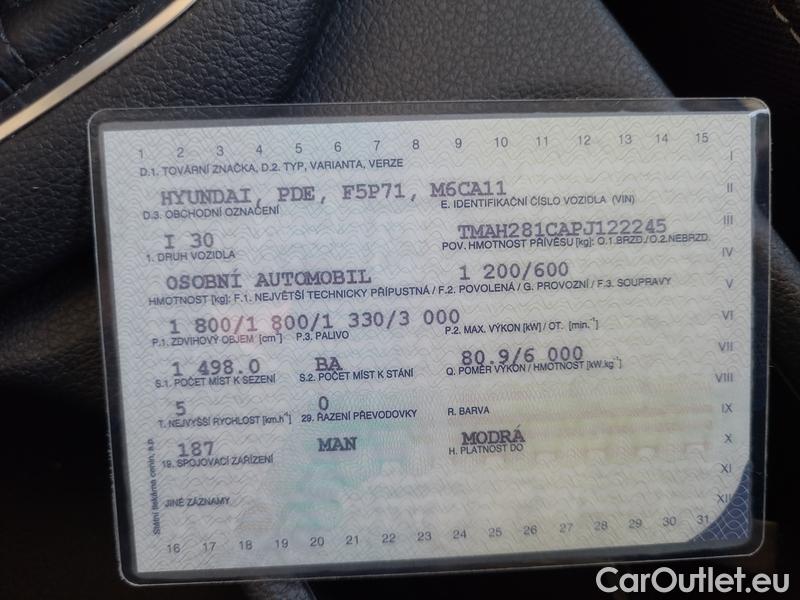 1 2 3 4 5 6 7 8 9 10 11 12 13 14 15
D.1. TOVÁRNÍ ZNAČKA, D.2. TYP, VARIANTA, VERZE
I
HYUNDAI, PDE, F5P71, M6CA11
II
D.3. OBCHODNÍ OZNAČENÍ E. IDENTIFIKAČNÍ ČÍSLO VOZIDLA (VIN)
I 30 TMAH281CAPJ122245
III
1. DRUH VOZIDLA POV. HMOTNOST PŘÍVĚSU [kg]: O.1.BRZD./O.2.NEBRZD.
IV
OSOBNÍ AUTOMOBIL 1 200/600
HMOTNOST [kg]: F.1. NEJVĚTŠÍ TECHNICKY PŘÍPUSTNÁ / F.2. POVOLENÁ / G. PROVOZNÍ / F.3. SOUPRAVY
V
1 800/1 800/1 330/3 000
VI
P.1. ZDVIHOVÝ OBJEM [cm³] P.3. PALIVO P.2. MAX. VÝKON [kW] / OT. [min.⁻¹]
1 498.0 BA 80.9/6 000
VII
S.1. POČET MÍST K SEZENÍ S.2. POČET MÍST K STÁNÍ Q. POMĚR VÝKON / HMOTNOST [kW.kg⁻¹]
VIII
5 0
T. NEJVYŠŠÍ RYCHLOST [km.h⁻¹] 29. ŘAZENÍ PŘEVODOVKY R. BARVA
IX
187 MAN MODRÁ
X
19. SPOJOVACÍ ZAŘÍZENÍ H. PLATNOST DO
XI
JINÉ ZÁZNAMY
XII
16 17 18 19 20 21 22 23 24 25 26 27 28 29 30 31
Státní tiskárna cenin, s.p.
CarOutlet.eu